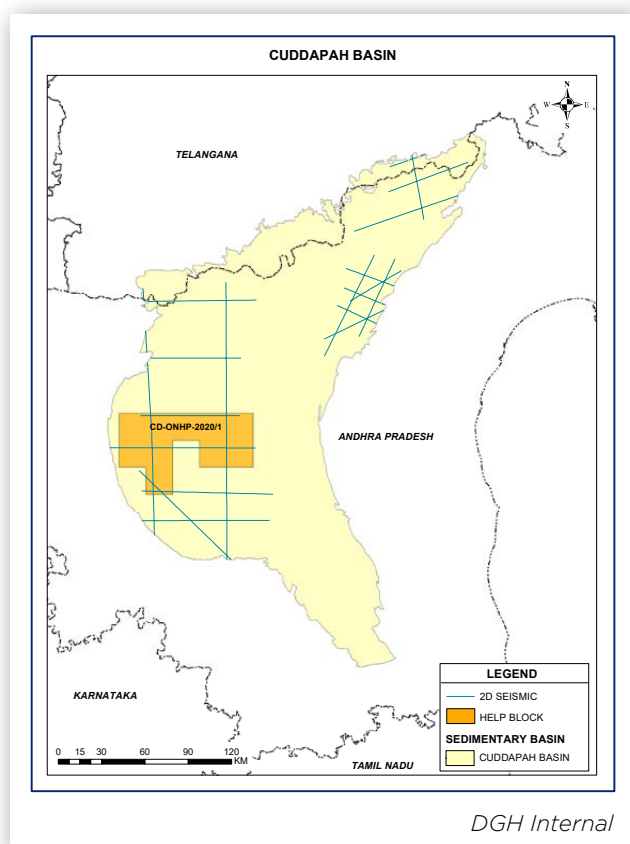 CUDDAPAH BASIN
N
W E
S
TELANGANA
CD-ONHP-2020/1
ANDHRA PRADESH
KARNATAKA
TAMIL NADU
0 15 30 60 90 120
KM
LEGEND
2D SEISMIC
HELP BLOCK
SEDIMENTARY BASIN
CUDDAPAH BASIN
DGH Internal